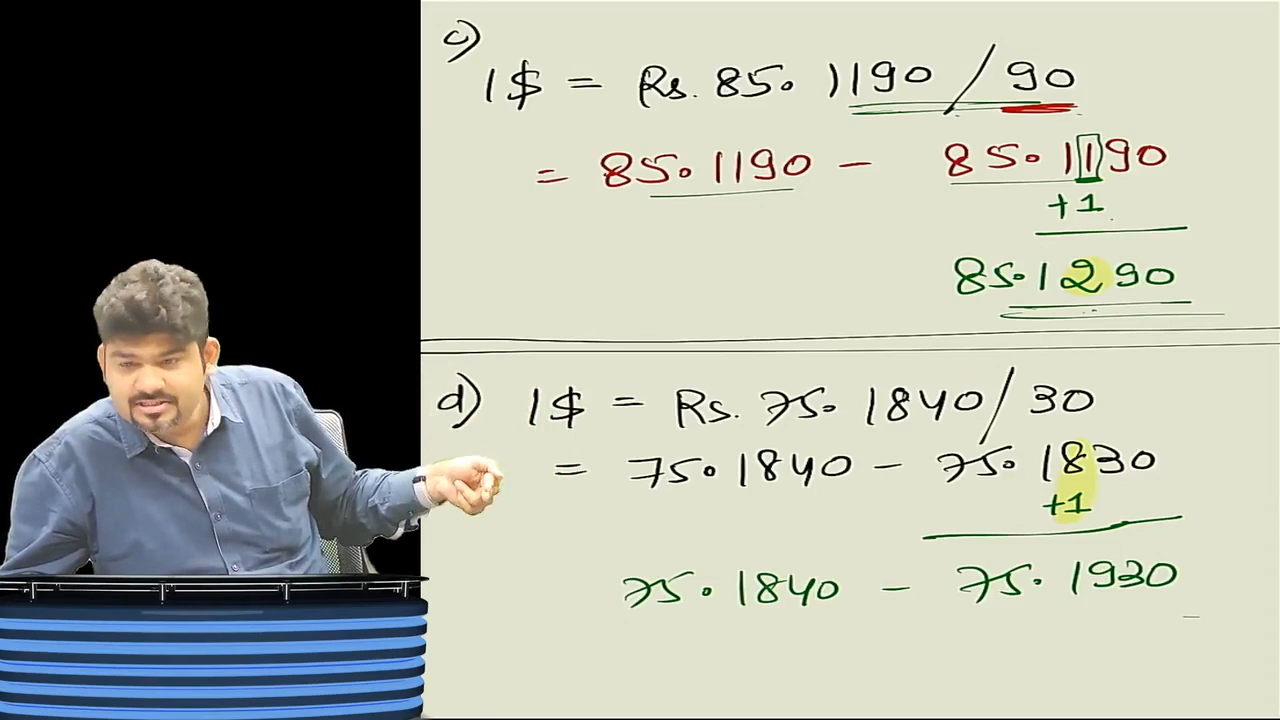 c)
1$ = Rs. 85.1190/90
= 85.1190 - 85.1190
+1
85.1290
d) 1$ = Rs. 75.1840/30
= 75.1840 - 75.1830
+1
75.1840 - 75.1930